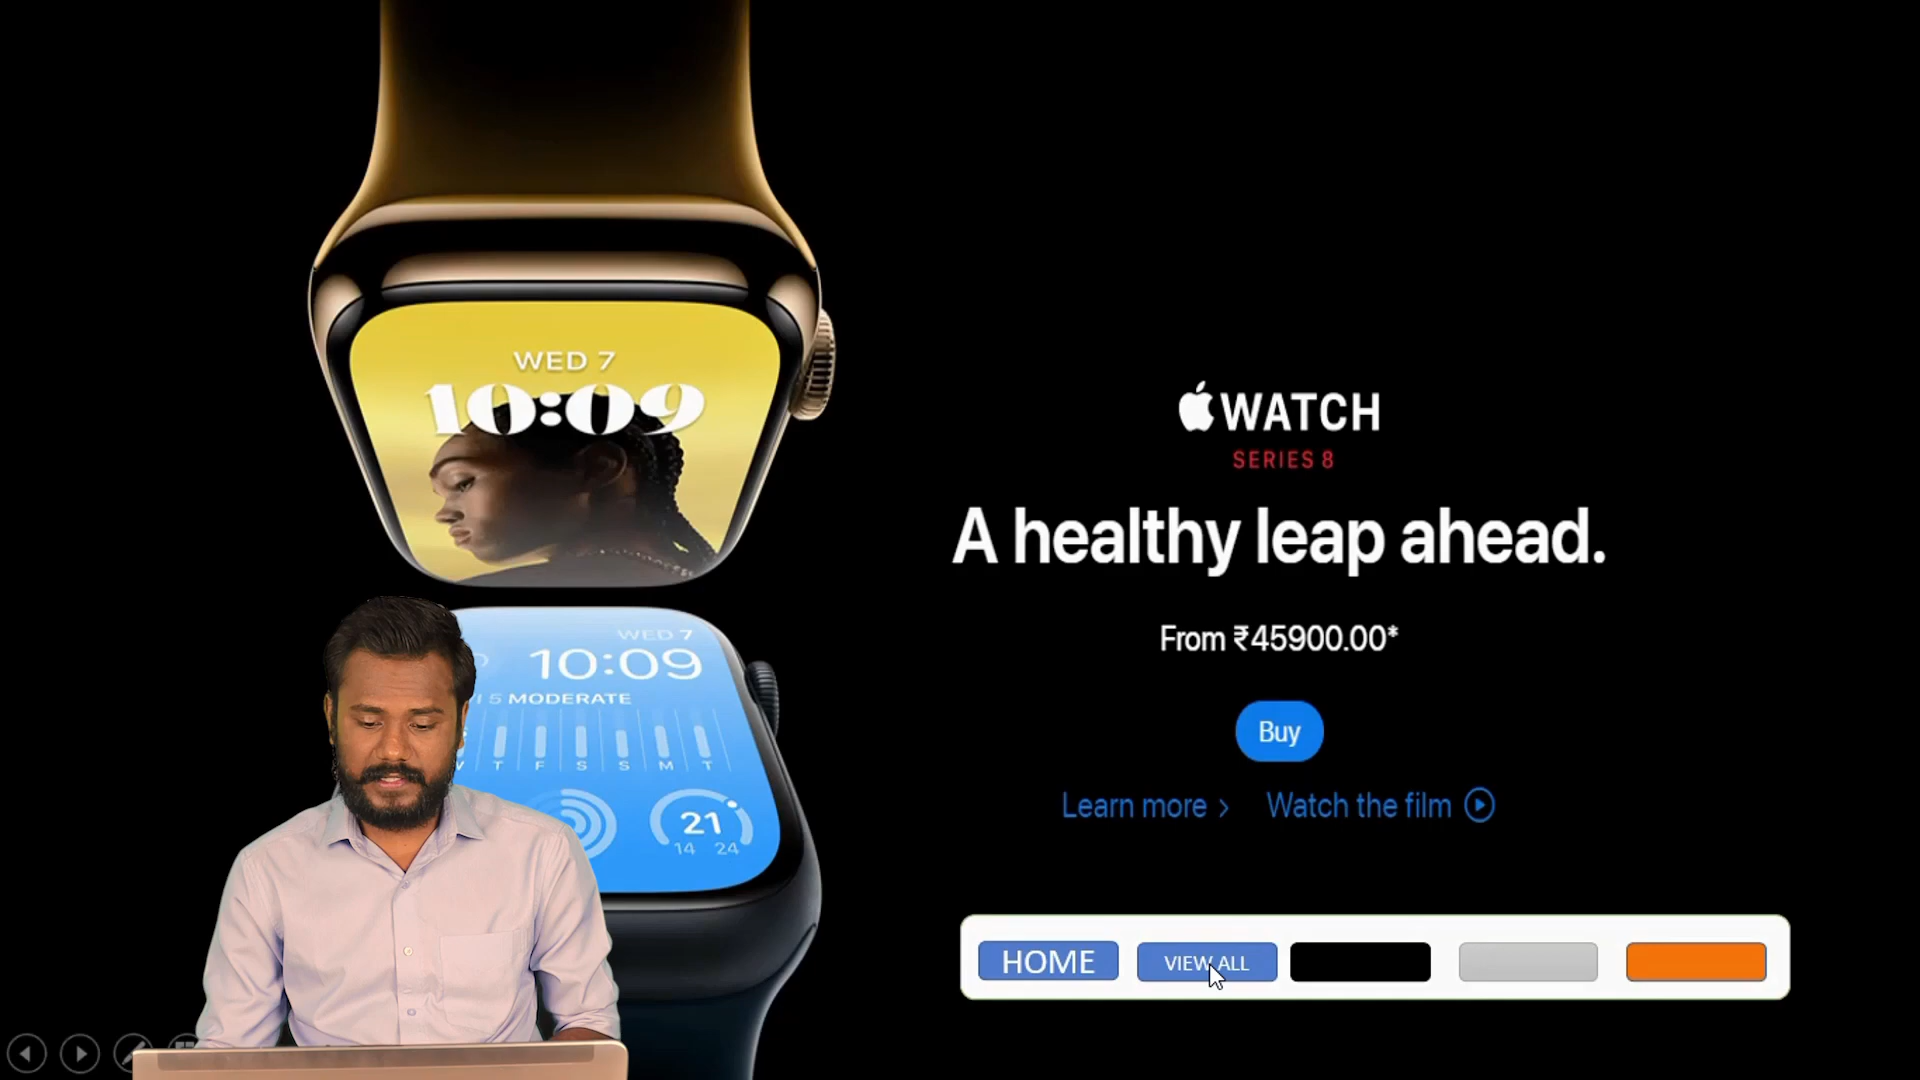 WED 7
10:09
WATCH
SERIES 8
A healthy leap ahead.
From ₹45900.00*
WED 7
10:09
5 MODERATE
T F S S M T
21
14 24
Buy
Learn more
Watch the film
HOME
VIEW ALL